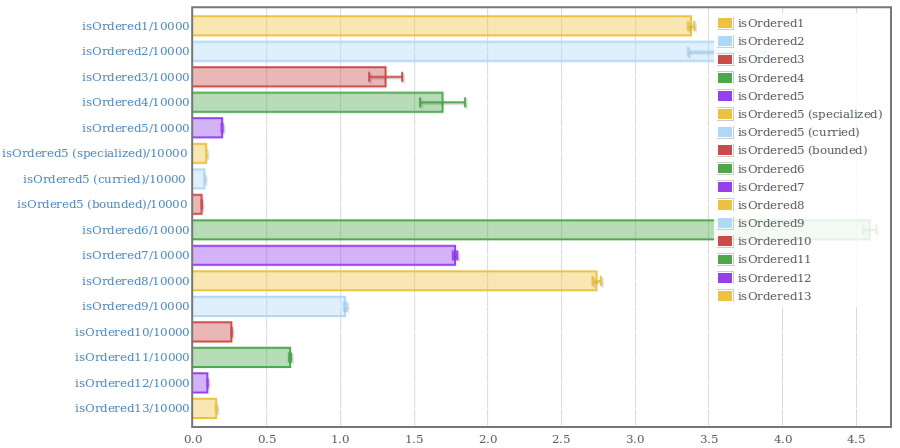 isOrdered1/10000
isOrdered2/10000
isOrdered3/10000
isOrdered4/10000
isOrdered5/10000
isOrdered5 (specialized)/10000
isOrdered5 (curried)/10000
isOrdered5 (bounded)/10000
isOrdered6/10000
isOrdered7/10000
isOrdered8/10000
isOrdered9/10000
isOrdered10/10000
isOrdered11/10000
isOrdered12/10000
isOrdered13/10000
isOrdered1
isOrdered2
isOrdered3
isOrdered4
isOrdered5
isOrdered5 (specialized)
isOrdered5 (curried)
isOrdered5 (bounded)
isOrdered6
isOrdered7
isOrdered8
isOrdered9
isOrdered10
isOrdered11
isOrdered12
isOrdered13
0.0 0.5 1.0 1.5 2.0 2.5 3.0 3.5 4.0 4.5